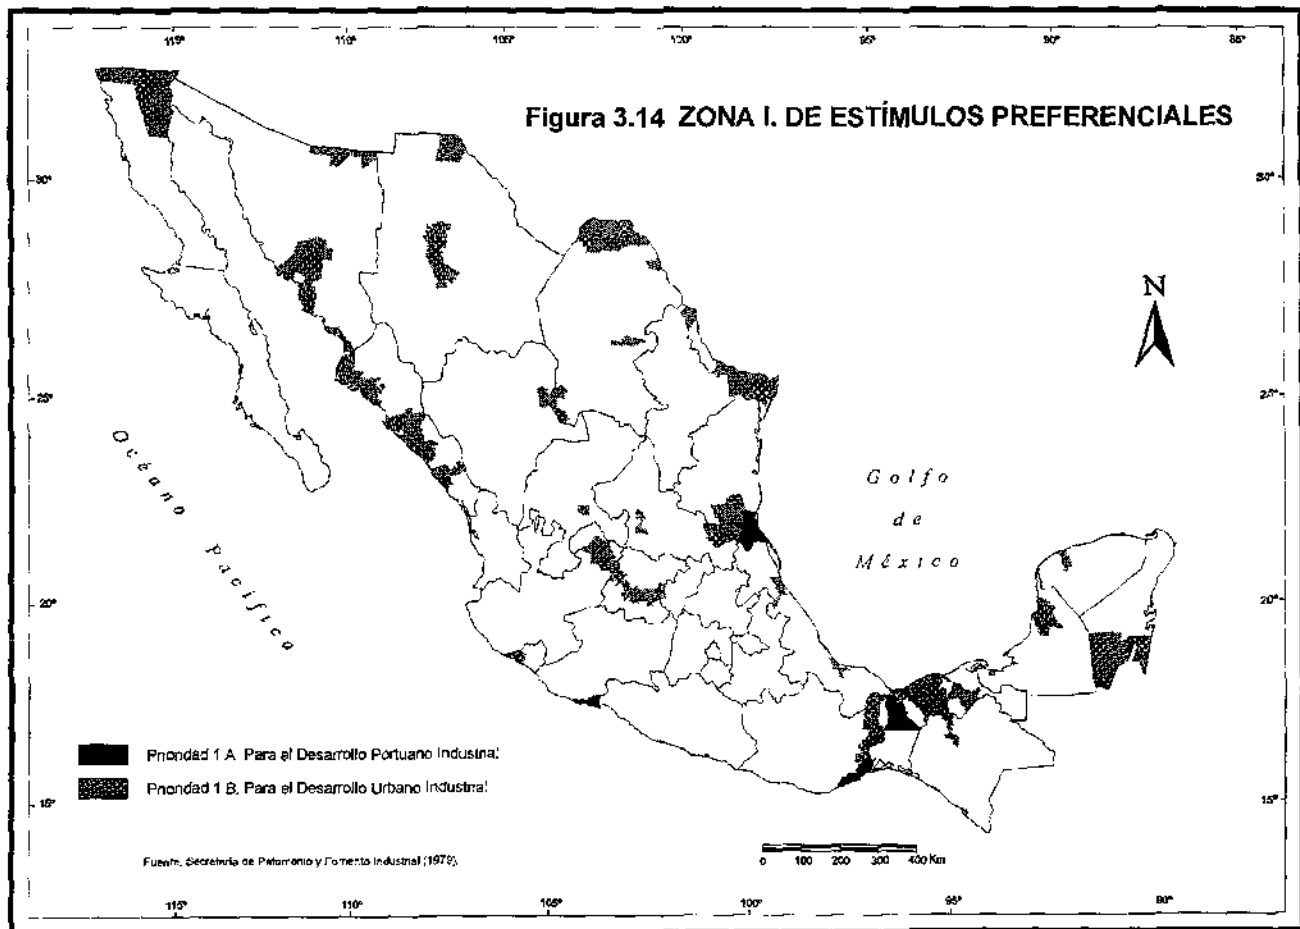 115° 110° 105° 100° 95° 90° 85°
Figura 3.14 ZONA I. DE ESTÍMULOS PREFERENCIALES
30° 30°
N
25° 25°
Océano Pacífico
Golfo
de
México
20° 20°
Prioridad 1 A. Para el Desarrollo Portuario Industrial
Prioridad 1 B. Para el Desarrollo Urbano Industrial
15° 15°
Fuente. Secretaría de Patrimonio y Fomento Industrial (1979).
0 100 200 300 400 Km
115° 110° 105° 100° 95° 90°